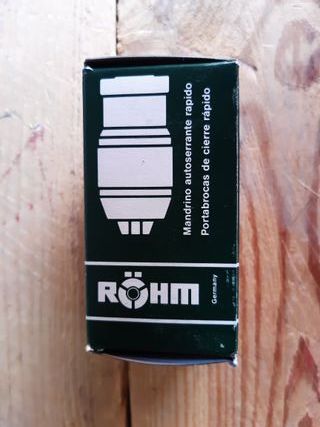 Mandrino autoserrante rapido
Portabrocas de cierre rápido
RÖHM
Germany